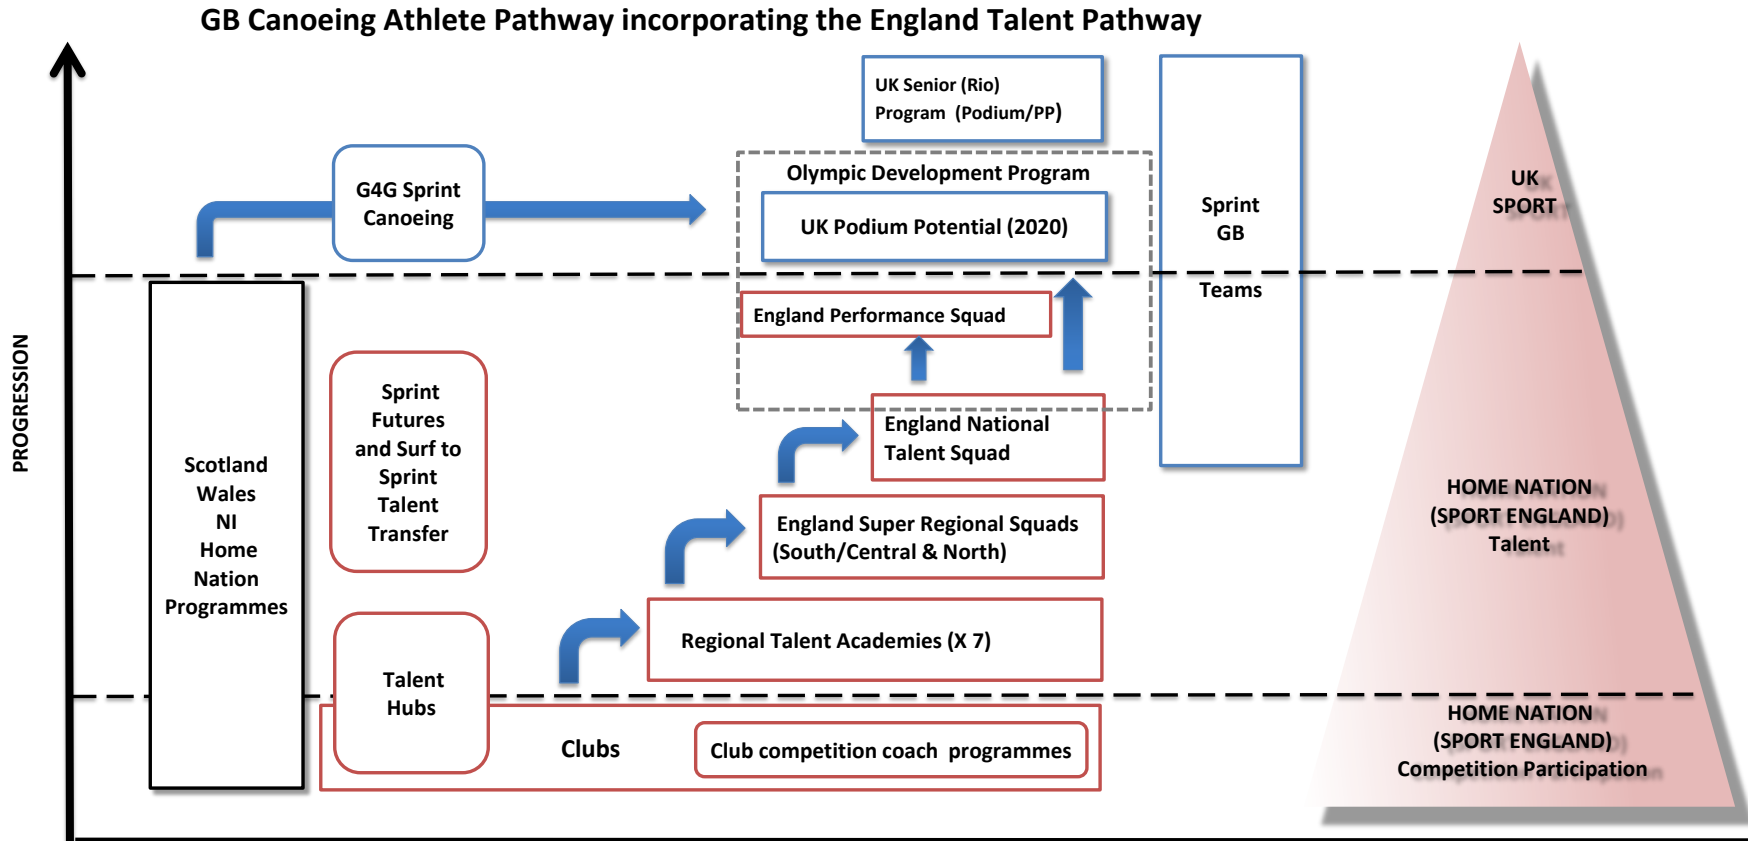 GB Canoeing Athlete Pathway incorporating the England Talent Pathway
PROGRESSION
UK Senior (Rio)
Program (Podium/PP)
G4G Sprint
Canoeing
Olympic Development Program
UK Podium Potential (2020)
Sprint
GB
Teams
England Performance Squad
Sprint
Futures
and Surf to
Sprint
Talent
Transfer
England National
Talent Squad
Scotland
Wales
NI
Home
Nation
Programmes
England Super Regional Squads
(South/Central & North)
Regional Talent Academies (X 7)
Talent
Hubs
Clubs
Club competition coach programmes
UK
SPORT
HOME NATION
(SPORT ENGLAND)
Talent
HOME NATION
(SPORT ENGLAND)
Competition Participation